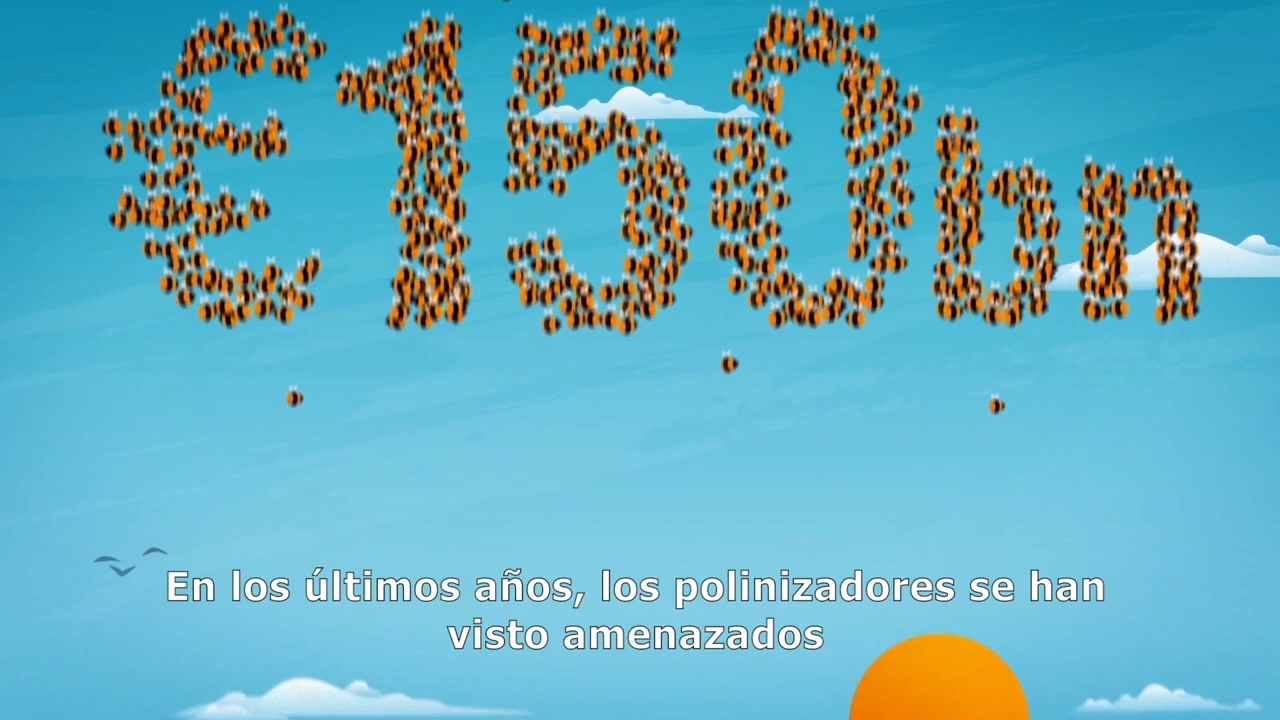 €150bn
En los últimos años, los polinizadores se han
visto amenazados